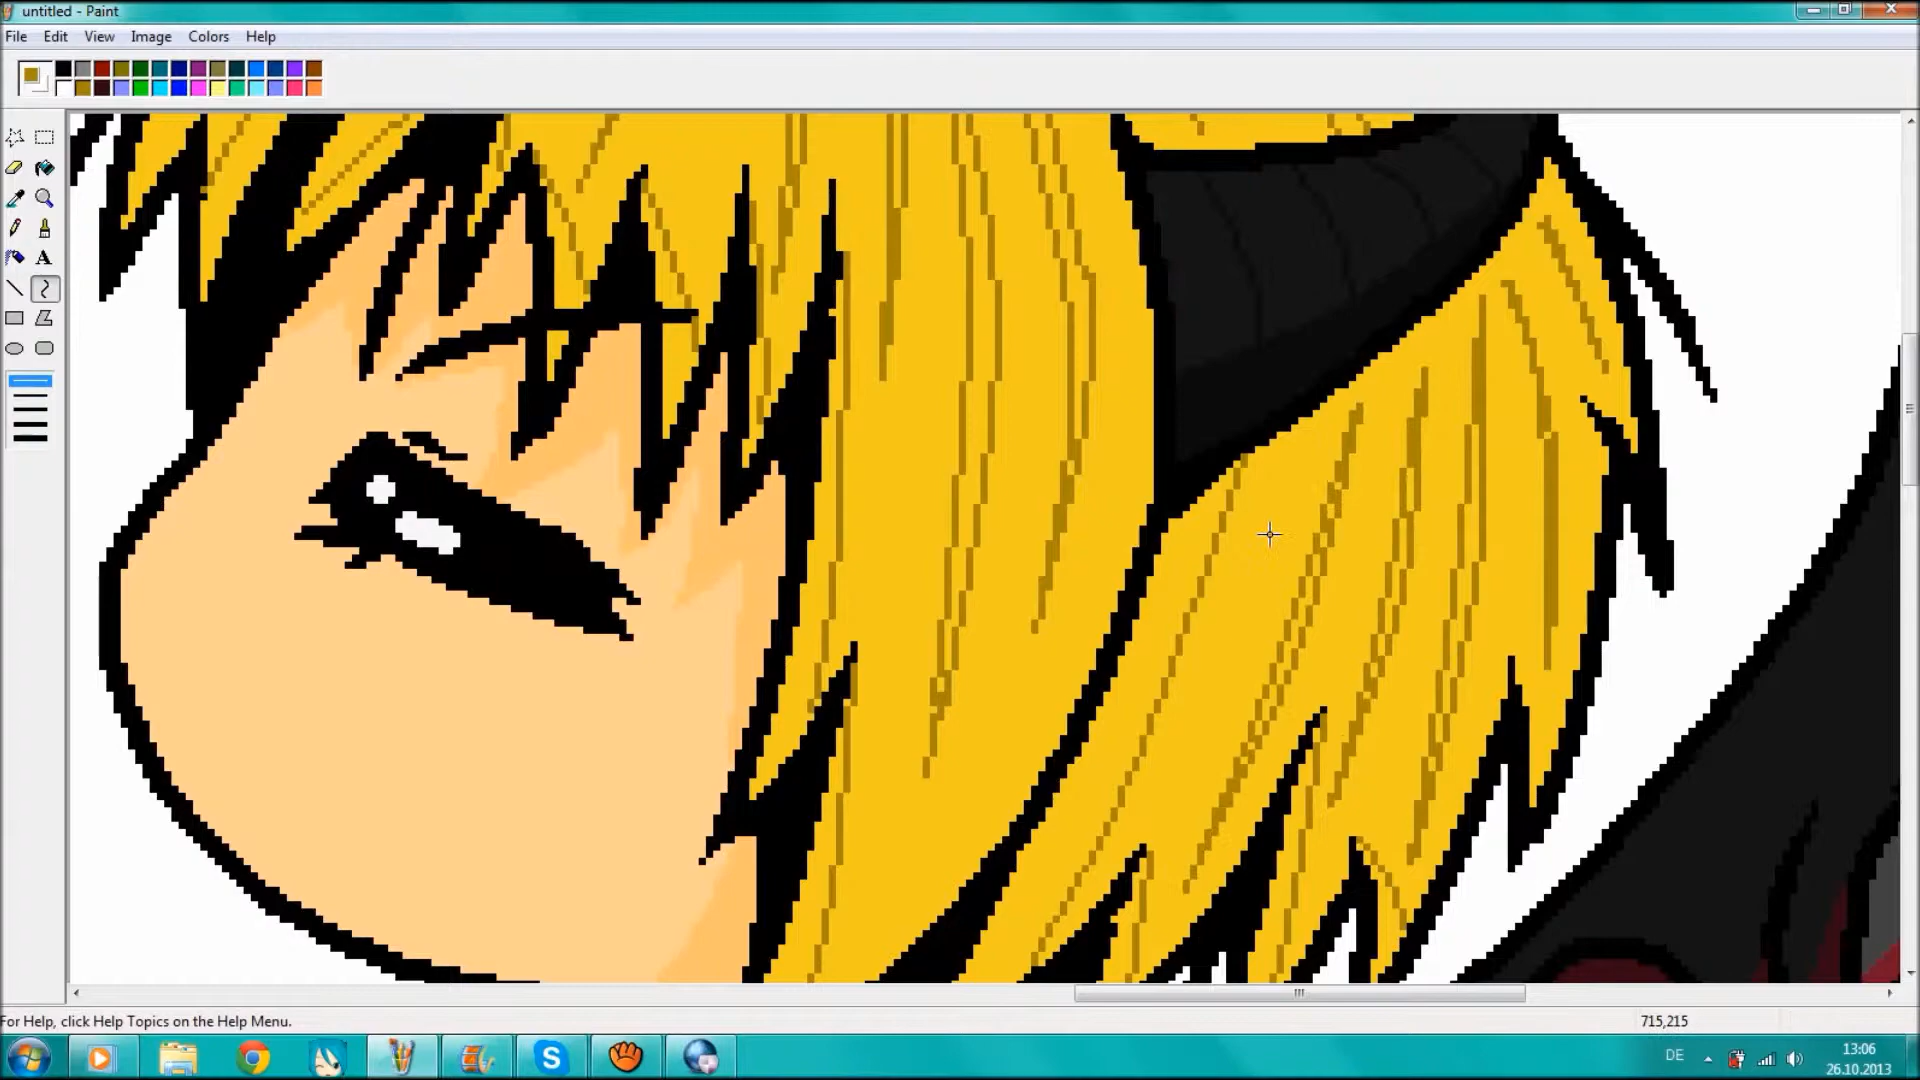 untitled - Paint
File Edit View Image Colors Help
A
For Help, click Help Topics on the Help Menu.
715,215
DE
13:06
26.10.2013